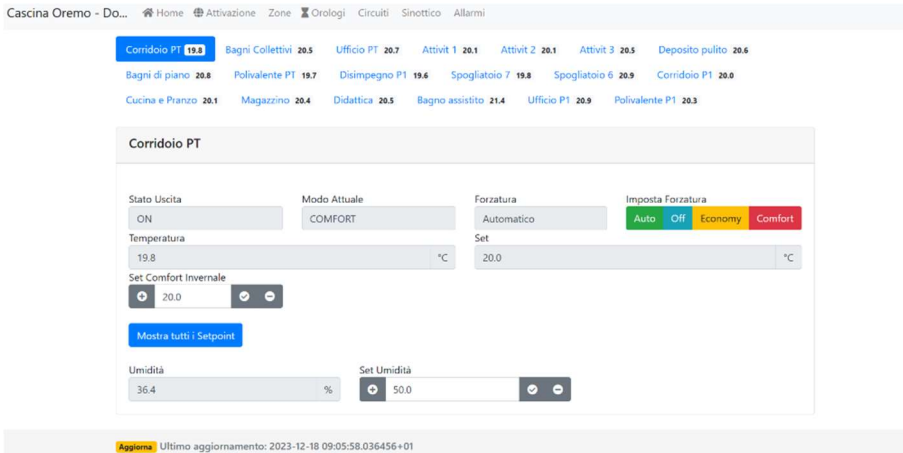 Cascina Oremo - Do... Home Attivazione Zone Orologi Circuiti Sinottico Allarmi
Corridoio PT 19.8 Bagni Collettivi 20.5 Ufficio PT 20.7 Attivit 1 20.1 Attivit 2 20.1 Attivit 3 20.5 Deposito pulito 20.6
Bagni di piano 20.8 Polivalente PT 19.7 Disimpegno P1 19.6 Spogliatoio 7 19.8 Spogliatoio 6 20.9 Corridoio P1 20.0
Cucina e Pranzo 20.1 Magazzino 20.4 Didattica 20.5 Bagno assistito 21.4 Ufficio P1 20.9 Polivalente P1 20.3
Corridoio PT
Stato Uscita Modo Attuale Forzatura Imposta Forzatura
ON COMFORT Automatico Auto Off Economy Comfort
Temperatura Set
19.8 °C 20.0 °C
Set Comfort Invernale
20.0
Mostra tutti i Setpoint
Umidità Set Umidità
36.4 % 50.0
Aggiorna Ultimo aggiornamento: 2023-12-18 09:05:58.036456+01